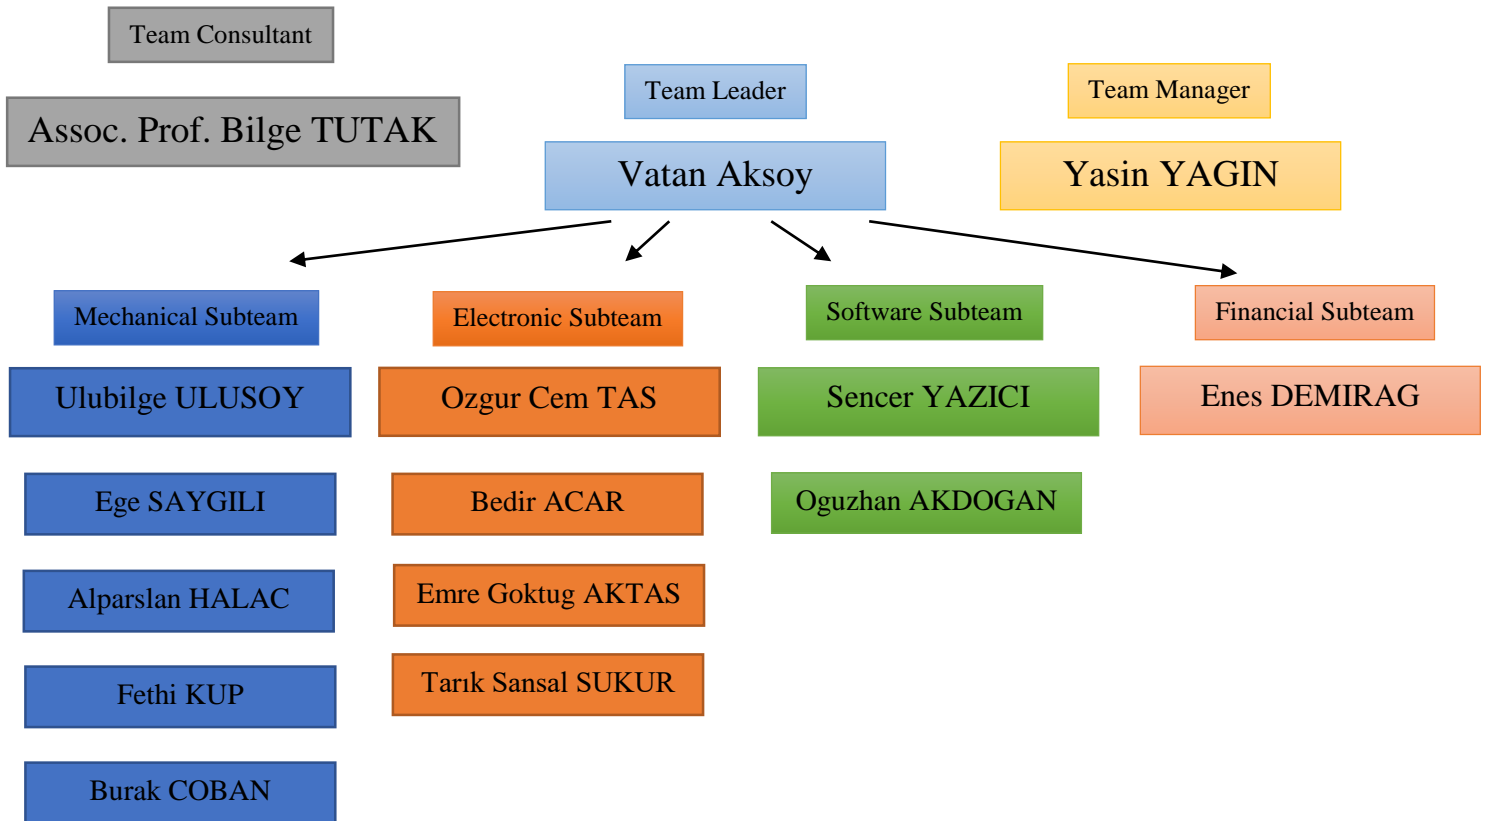 Team Consultant
Assoc. Prof. Bilge TUTAK
Team Leader
Vatan Aksoy
Team Manager
Yasin YAGIN
Mechanical Subteam
Ulubilge ULUSOY
Ege SAYGILI
Alparslan HALAC
Fethi KUP
Burak COBAN
Electronic Subteam
Ozgur Cem TAS
Bedir ACAR
Emre Goktug AKTAS
Tarık Sansal SUKUR
Software Subteam
Sencer YAZICI
Oguzhan AKDOGAN
Financial Subteam
Enes DEMIRAG